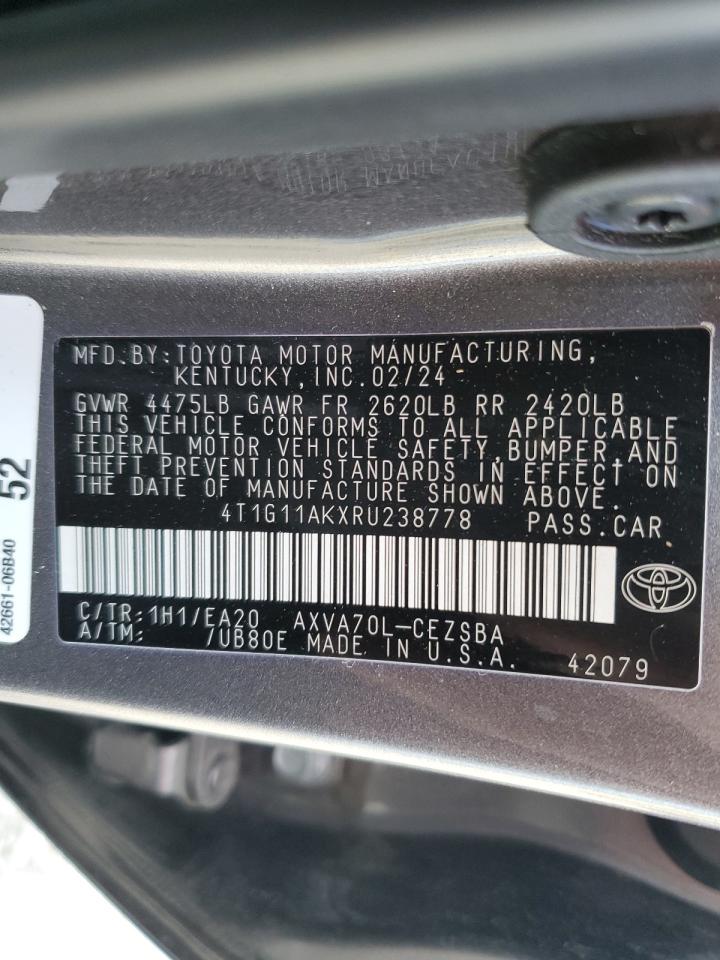 MFD.BY:TOYOTA MOTOR MANUFACTURING,
KENTUCKY,INC.02/24
GVWR 4475LB GAWR FR 2620LB RR 2420LB
THIS VEHICLE CONFORMS TO ALL APPLICABLE
FEDERAL MOTOR VEHICLE SAFETY,BUMPER AND
THEFT PREVENTION STANDARDS IN EFFECT ON
THE DATE OF MANUFACTURE SHOWN ABOVE.
4T1G11AKXRU238778 PASS.CAR
C/TR:1H1/EA20 AXVA70L-CEZSBA
A/TM: /UB80E MADE IN U.S.A. 42079
52
42661-06B40